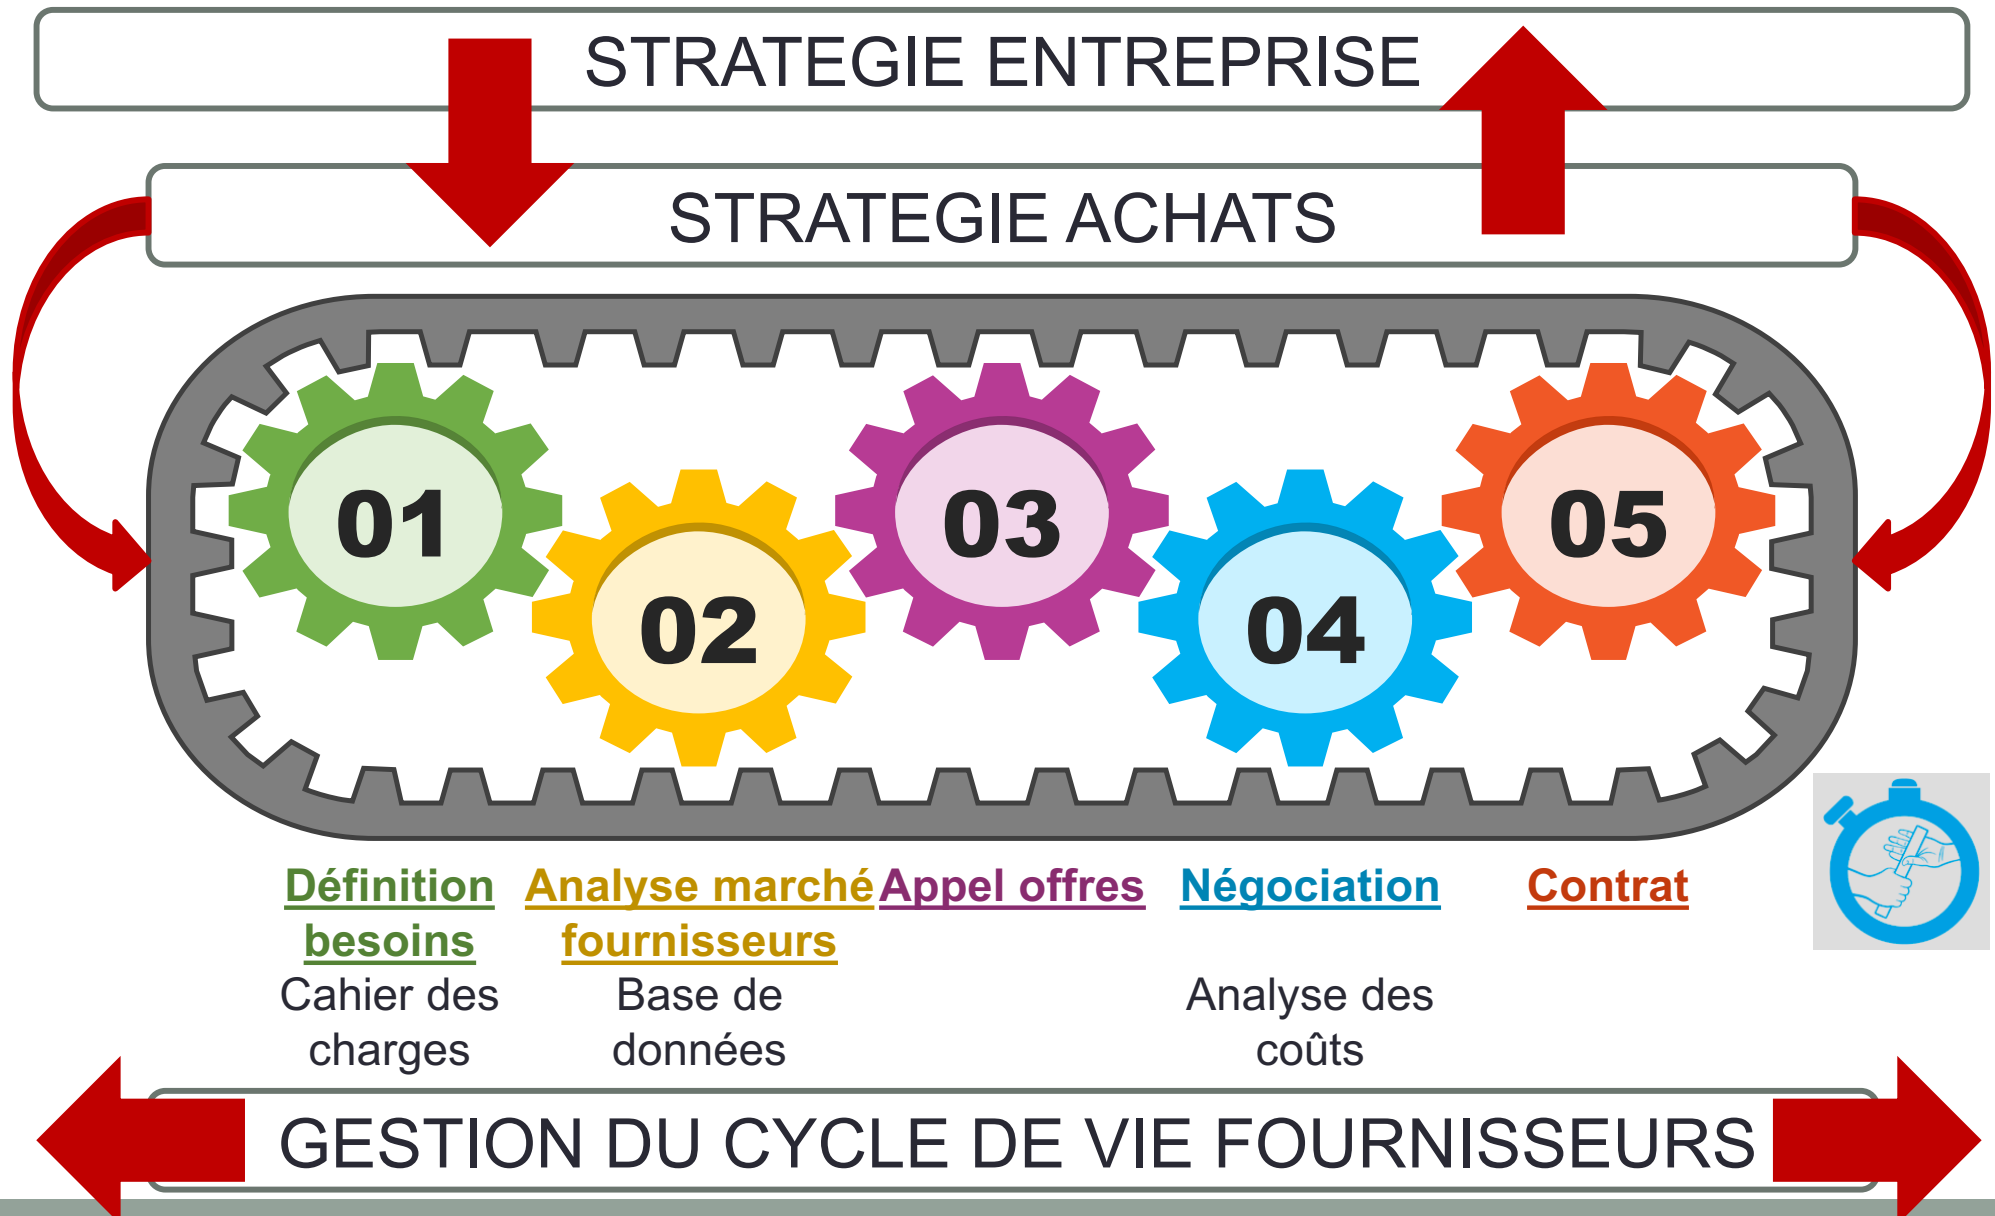 STRATEGIE ENTREPRISE
STRATEGIE ACHATS
01
02
03
04
05
Définition
besoins
Cahier des
charges
Analyse marché
fournisseurs
Base de
données
Appel offres
Négociation
Analyse des
coûts
Contrat
GESTION DU CYCLE DE VIE FOURNISSEURS